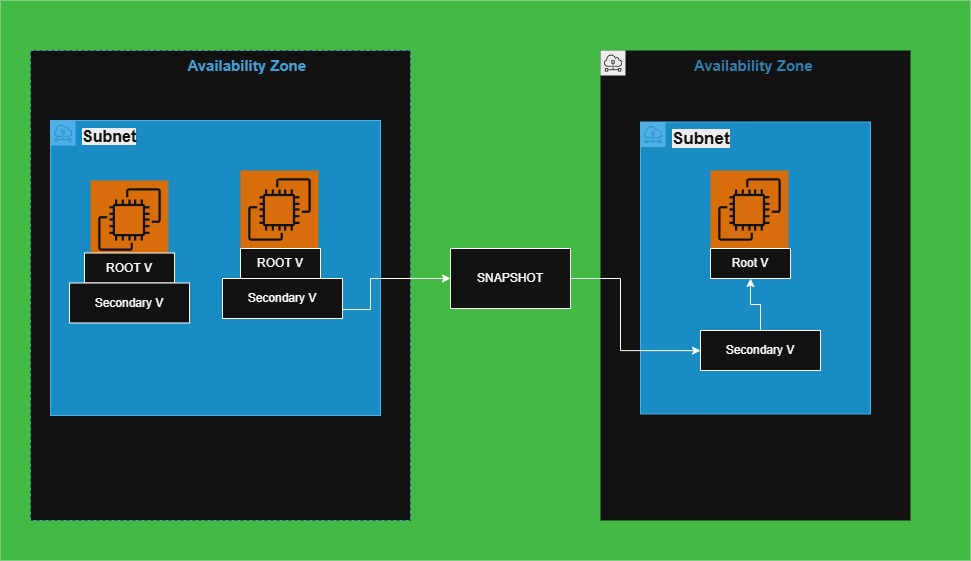 Availability Zone
Subnet
ROOT V
Secondary V
ROOT V
Secondary V
SNAPSHOT
Availability Zone
Subnet
Root V
Secondary V